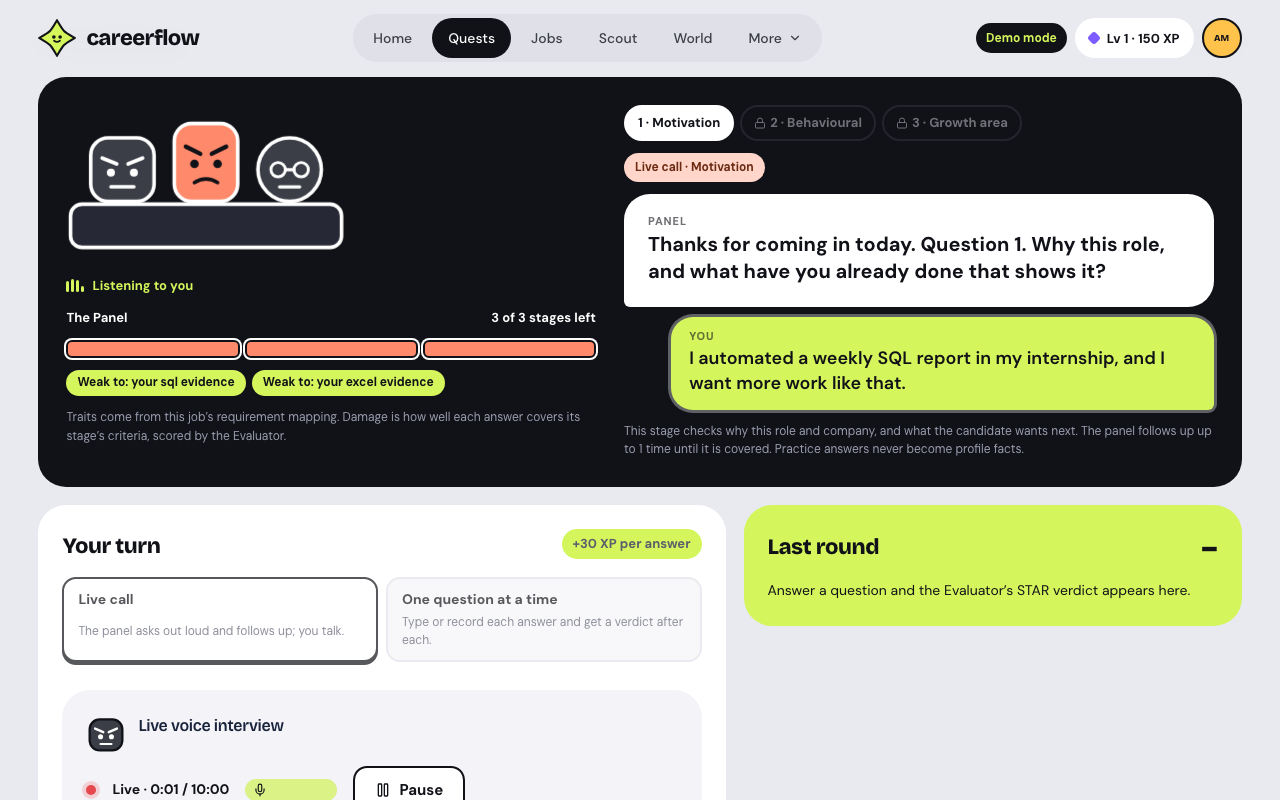 careerflow
Home
Quests
Jobs
Scout
World
More
Demo mode
Lv 1 · 150 XP
AM
Listening to you
The Panel
3 of 3 stages left
Weak to: your sql evidence
Weak to: your excel evidence
Traits come from this job's requirement mapping. Damage is how well each answer covers its
stage's criteria, scored by the Evaluator.
1 · Motivation
2 · Behavioural
3 · Growth area
Live call · Motivation
PANEL
Thanks for coming in today. Question 1. Why this role,
and what have you already done that shows it?
YOU
I automated a weekly SQL report in my internship, and I
want more work like that.
This stage checks why this role and company, and what the candidate wants next. The panel follows up up
to 1 time until it is covered. Practice answers never become profile facts.
Your turn
+30 XP per answer
Live call
The panel asks out loud and follows up; you talk.
One question at a time
Type or record each answer and get a verdict after
each.
Live voice interview
Live · 0:01 / 10:00
Pause
Last round
–
Answer a question and the Evaluator's STAR verdict appears here.